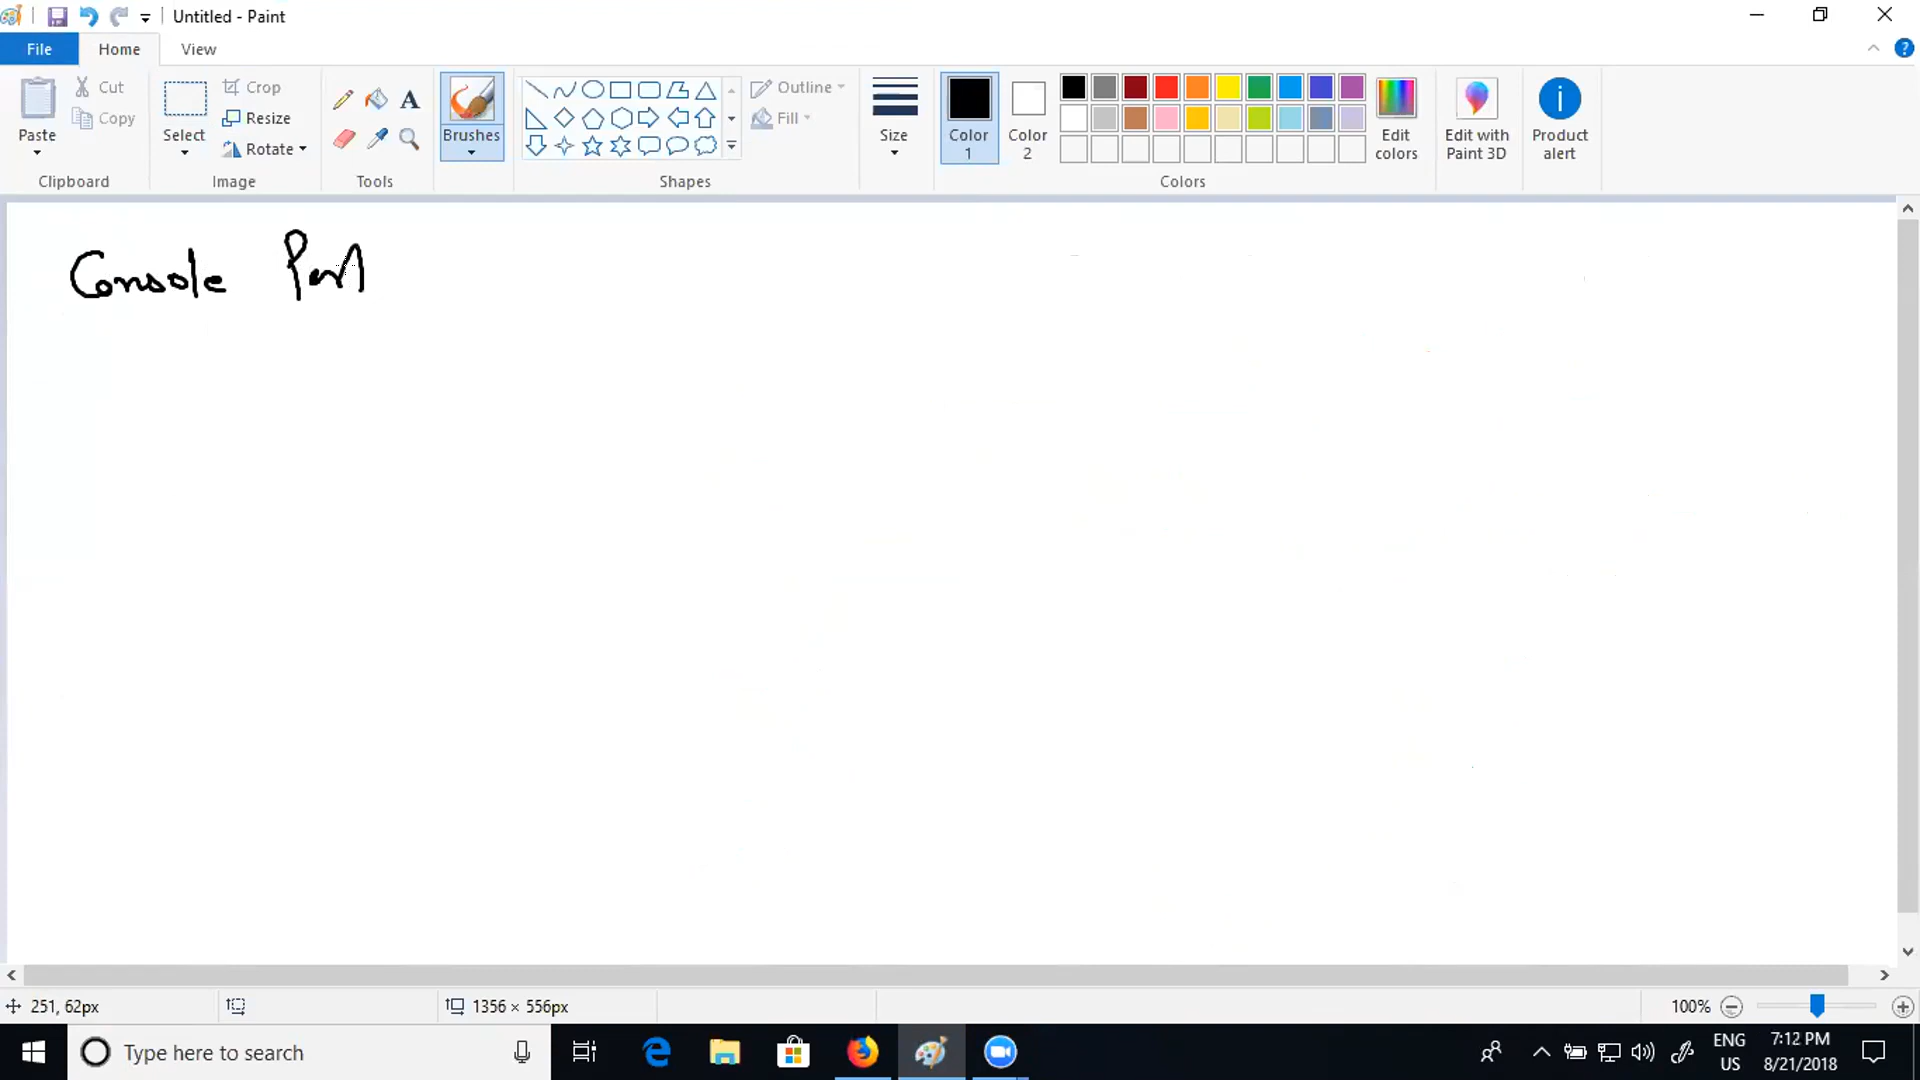 Untitled - Paint
File Home View
Paste
Cut
Copy
Clipboard
Select
Crop
Resize
Rotate
Image
Tools
Brushes
Shapes
Outline
Fill
Size
Color 1
Color 2
Edit colors
Colors
Edit with Paint 3D
Product alert
Console Port
251, 62px
1356 × 556px
100%
Type here to search
ENG
US
7:12 PM
8/21/2018